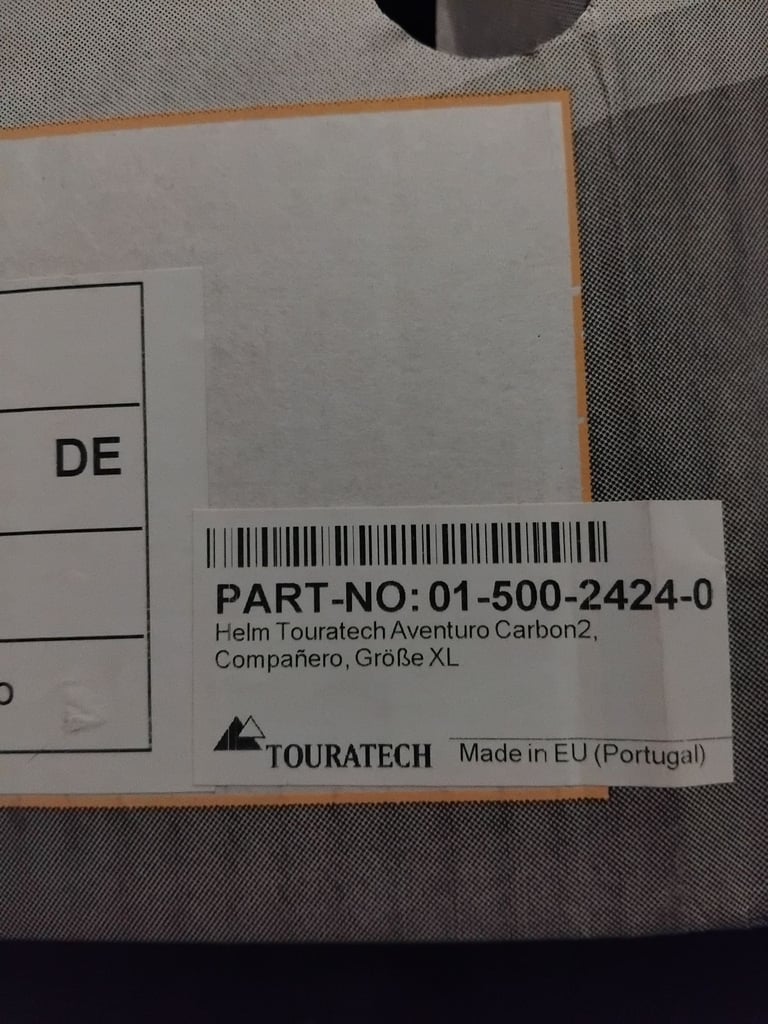 DE
PART-NO: 01-500-2424-0
Helm Touratech Aventuro Carbon2,
Compañero, Größe XL
TOURATECH Made in EU (Portugal)